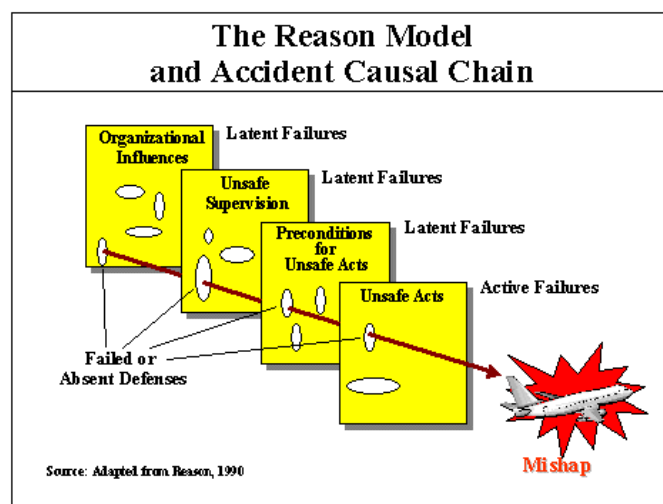 The Reason Model
and Accident Causal Chain
Organizational
Influences
Latent Failures
Unsafe
Supervision
Latent Failures
Preconditions
for
Unsafe Acts
Latent Failures
Unsafe Acts
Active Failures
Failed or
Absent Defenses
Mishap
Source: Adapted from Reason, 1990